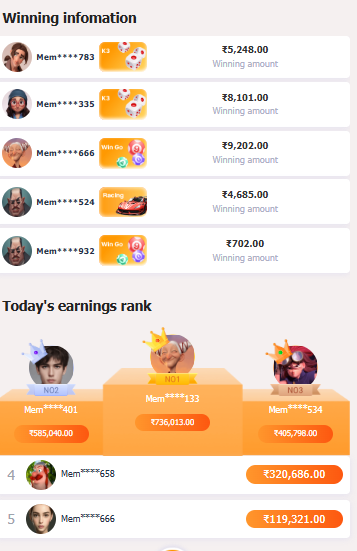 Winning infomation
Mem****783 K3 ₹5,248.00
Winning amount
Mem****335 K3 ₹8,101.00
Winning amount
Mem****666 Win Go ₹9,202.00
Winning amount
Mem****524 Racing ₹4,685.00
Winning amount
Mem****932 Win Go ₹702.00
Winning amount
Today's earnings rank
NO2 NO1 NO3
Mem****401 Mem****133 Mem****534
₹585,040.00 ₹736,013.00 ₹405,798.00
4 Mem****658 ₹320,686.00
5 Mem****666 ₹119,321.00